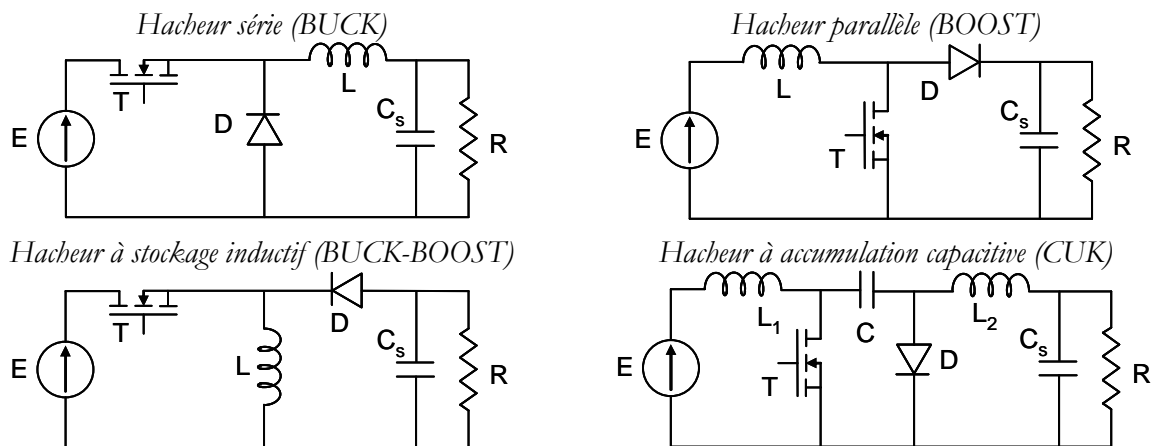 Hacheur série (BUCK)
E
T
D
L
Cs
R
Hacheur parallèle (BOOST)
E
L
T
D
Cs
R
Hacheur à stockage inductif (BUCK-BOOST)
E
T
L
D
Cs
R
Hacheur à accumulation capacitive (CUK)
E
L1
T
C
D
L2
Cs
R